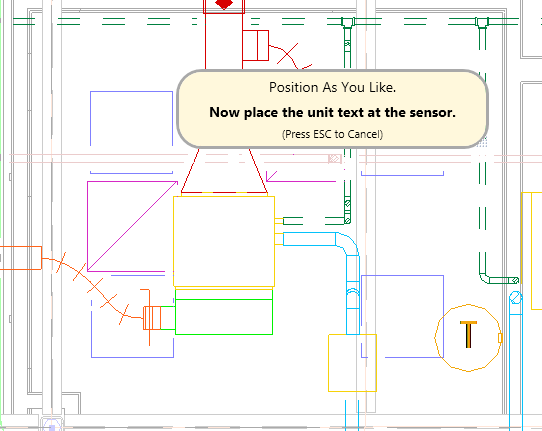 Position As You Like.
Now place the unit text at the sensor.
(Press ESC to Cancel)
T